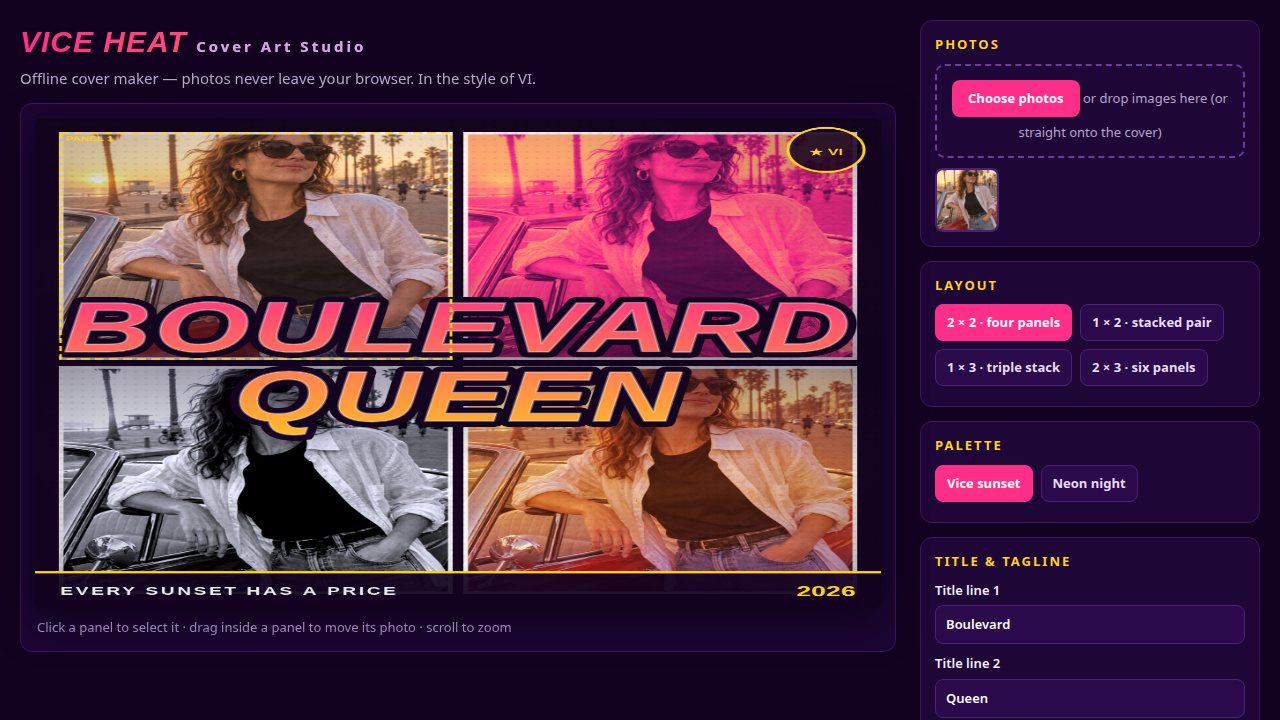 VICE HEAT Cover Art Studio
Offline cover maker — photos never leave your browser. In the style of VI.
PANEL 1
★ VI
BOULEVARD
QUEEN
EVERY SUNSET HAS A PRICE
2026
Click a panel to select it · drag inside a panel to move its photo · scroll to zoom
PHOTOS
Choose photos or drop images here (or
straight onto the cover)
LAYOUT
2 × 2 · four panels
1 × 2 · stacked pair
1 × 3 · triple stack
2 × 3 · six panels
PALETTE
Vice sunset
Neon night
TITLE & TAGLINE
Title line 1
Boulevard
Title line 2
Queen